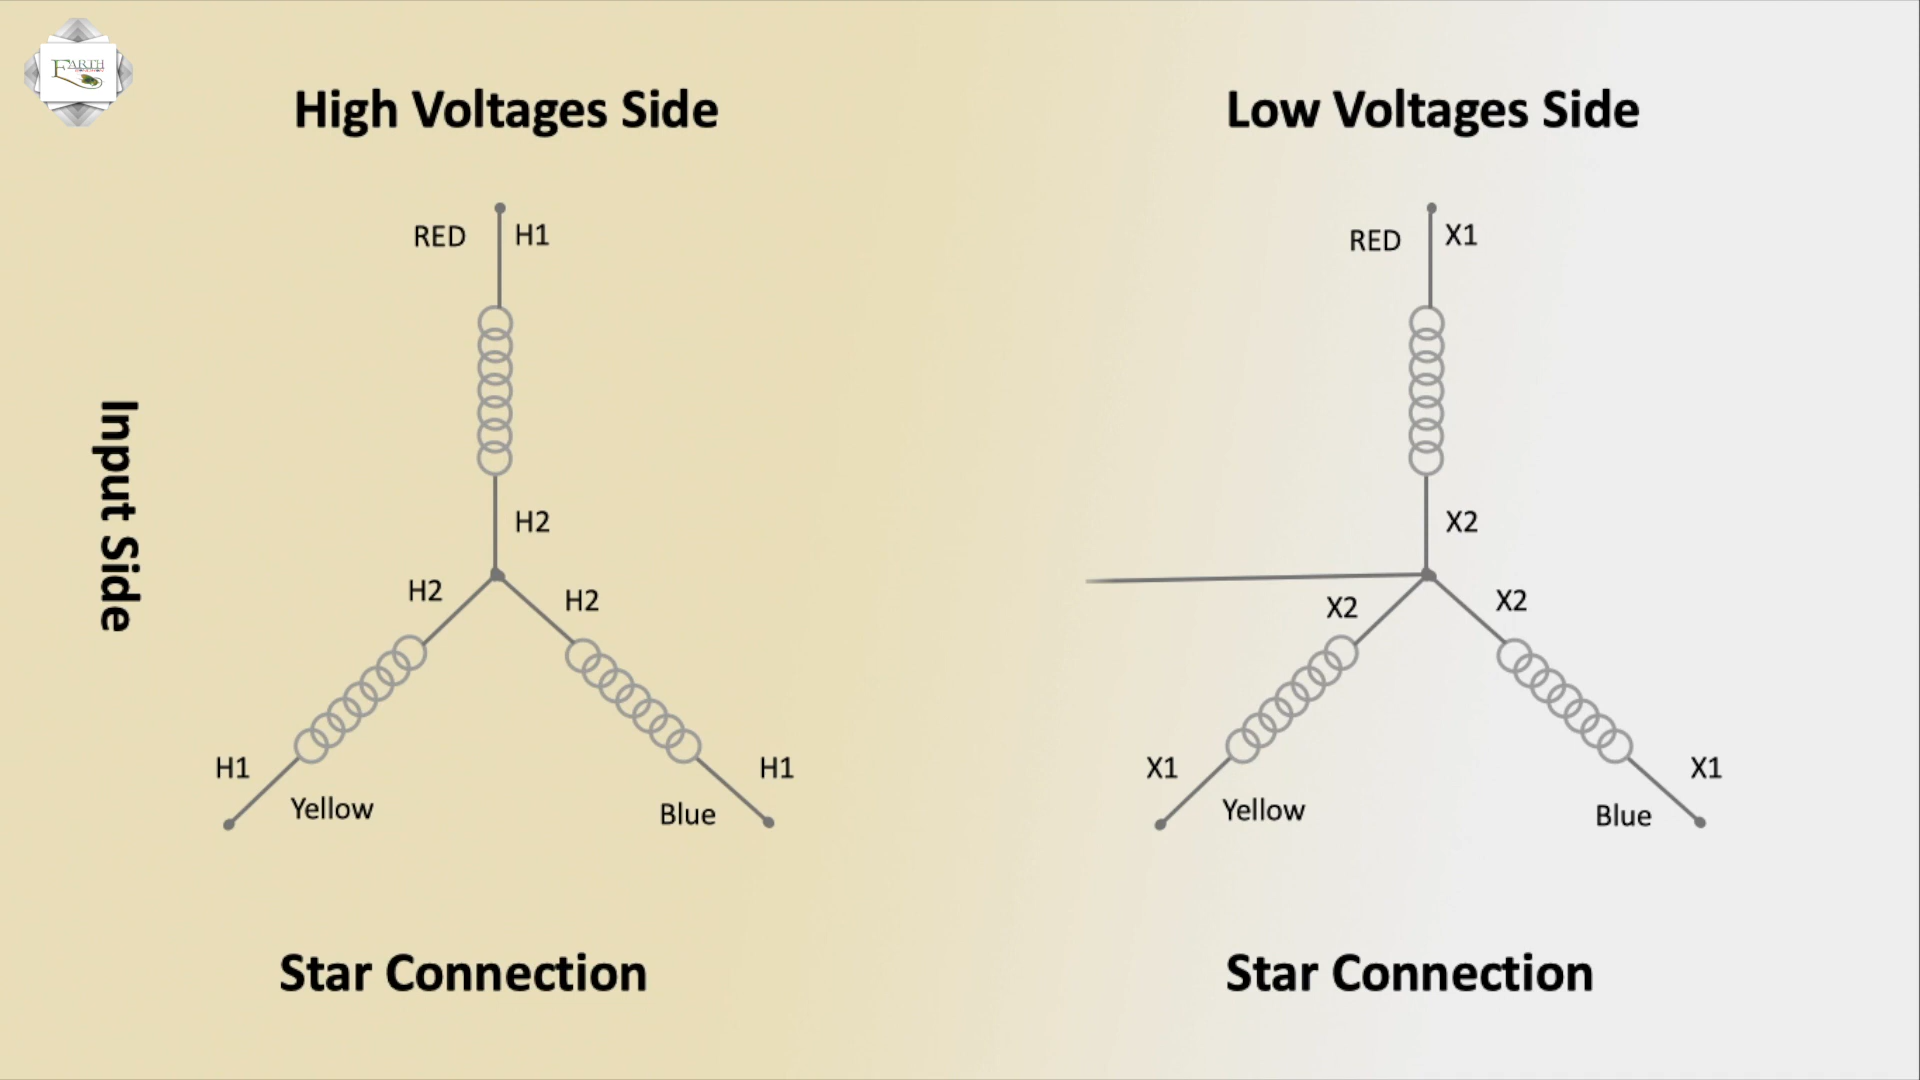 EARTH
High Voltages Side
Low Voltages Side
RED
H1
RED
X1
Input Side
H2
X2
H2
H2
X2
X2
H1
H1
X1
X1
Yellow
Blue
Yellow
Blue
Star Connection
Star Connection